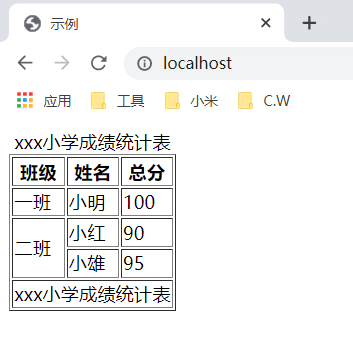 示例
localhost
应用 工具 小米 C.W
xxx小学成绩统计表
班级 姓名 总分
一班 小明 100
二班 小红 90
小雄 95
xxx小学成绩统计表